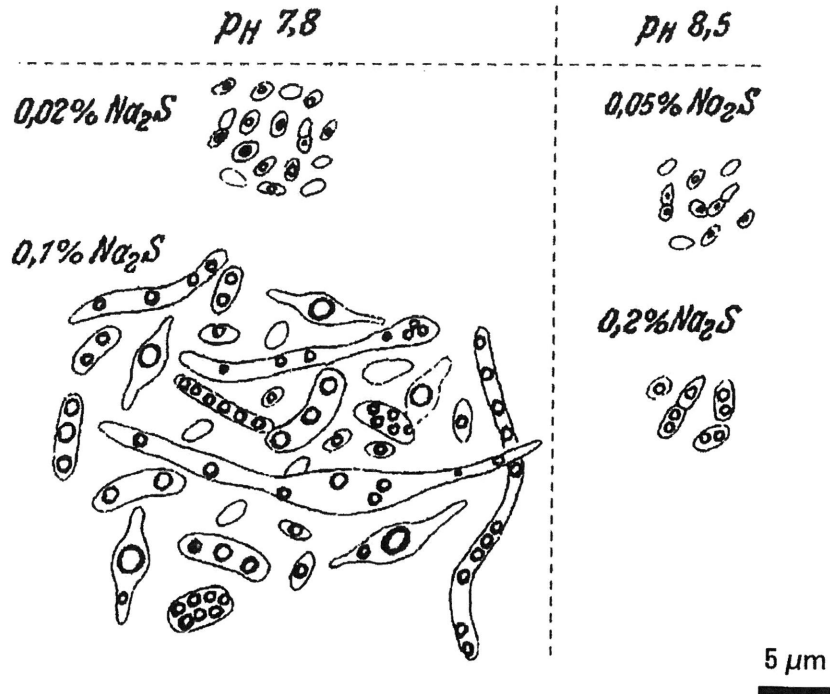 pH 7,8
pH 8,5
0,02% Na₂S
0,05% Na₂S
0,1% Na₂S
0,2% Na₂S
5 µm